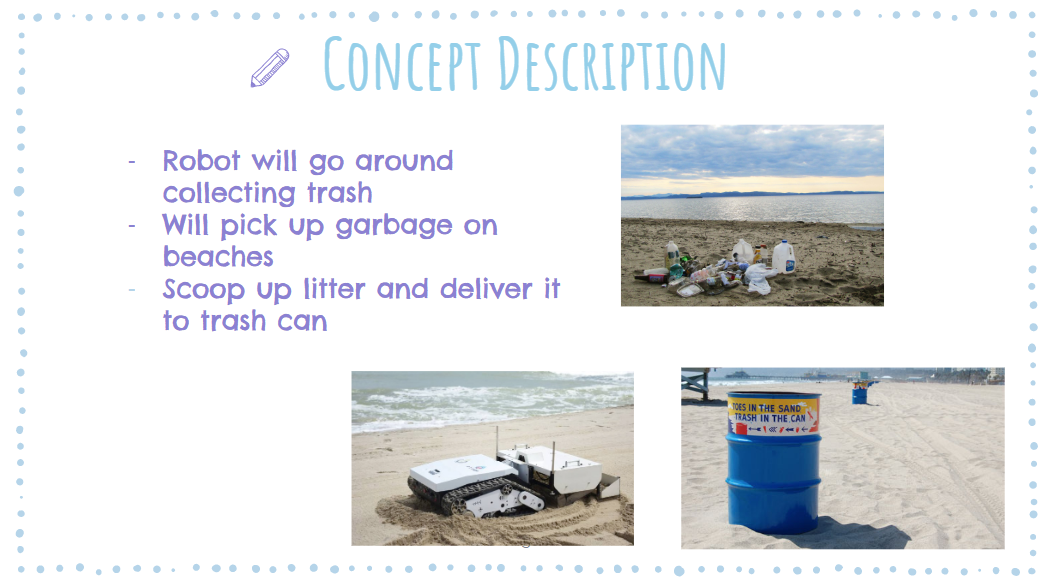 Concept Description
- Robot will go around
collecting trash
- Will pick up garbage on
beaches
- Scoop up litter and deliver it
to trash can
TOES IN THE SAND
TRASH IN THE CAN